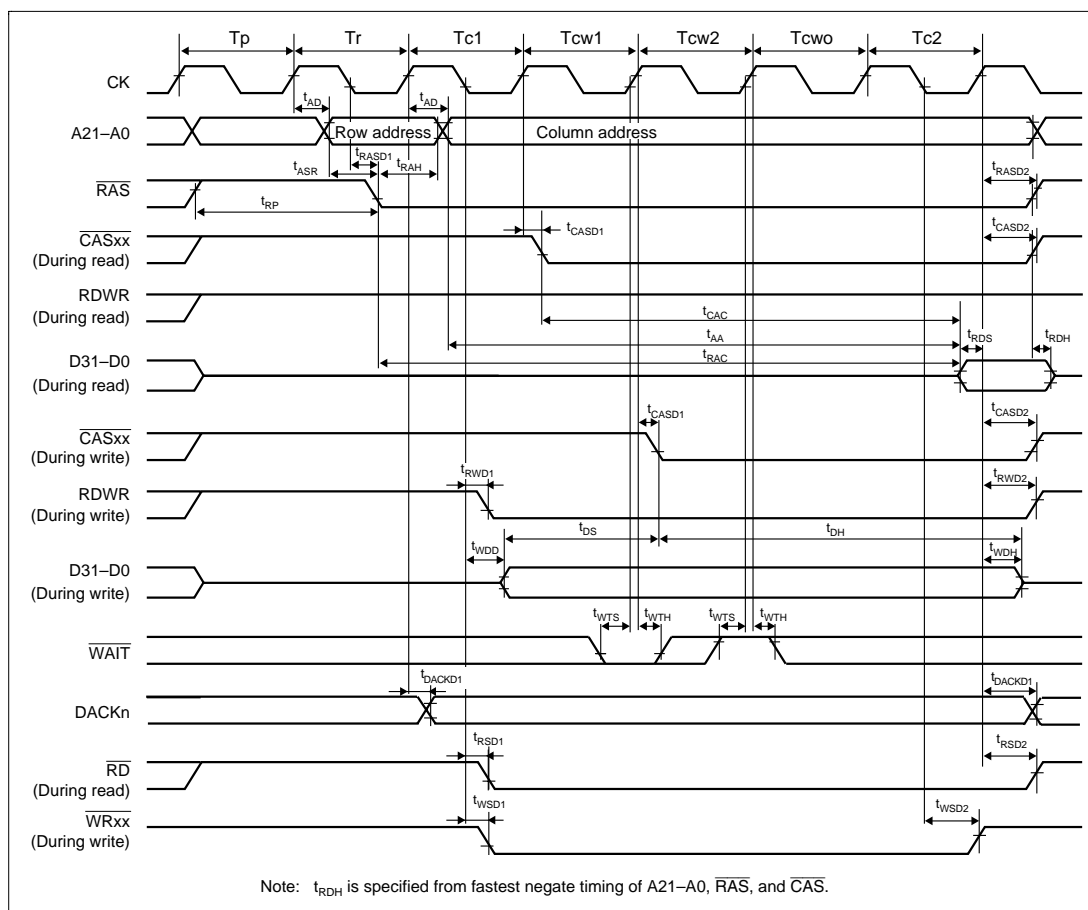 Tp Tr Tc1 Tcw1 Tcw2 Tcwo Tc2
CK
tAD tAD
A21–A0 Row address Column address
tRASD1
tASR tRAH tRASD2
RAS
tRP
CASxx tCASD1 tCASD2
(During read)
RDWR
(During read)
tCAC
tAA tRDS tRDH
tRAC
D31–D0
(During read)
tCASD1 tCASD2
CASxx
(During write)
tRWD1 tRWD2
RDWR
(During write)
tDS tDH
tWDD tWDH
D31–D0
(During write)
tWTS tWTH tWTS tWTH
WAIT
tDACKD1 tDACKD1
DACKn
tRSD1 tRSD2
RD
(During read)
tWSD1 tWSD2
WRxx
(During write)
Note: tRDH is specified from fastest negate timing of A21–A0, RAS, and CAS.